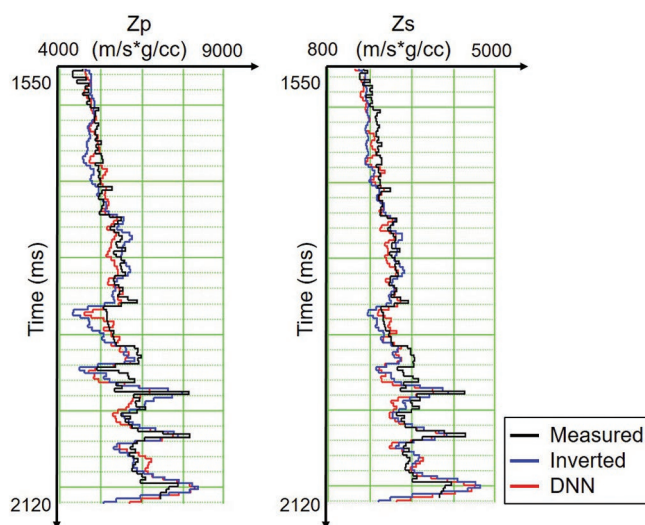 Zp
4000 (m/s*g/cc) 9000
1550
Time (ms)
2120
Zs
800 (m/s*g/cc) 5000
1550
Time (ms)
2120
Measured
Inverted
DNN